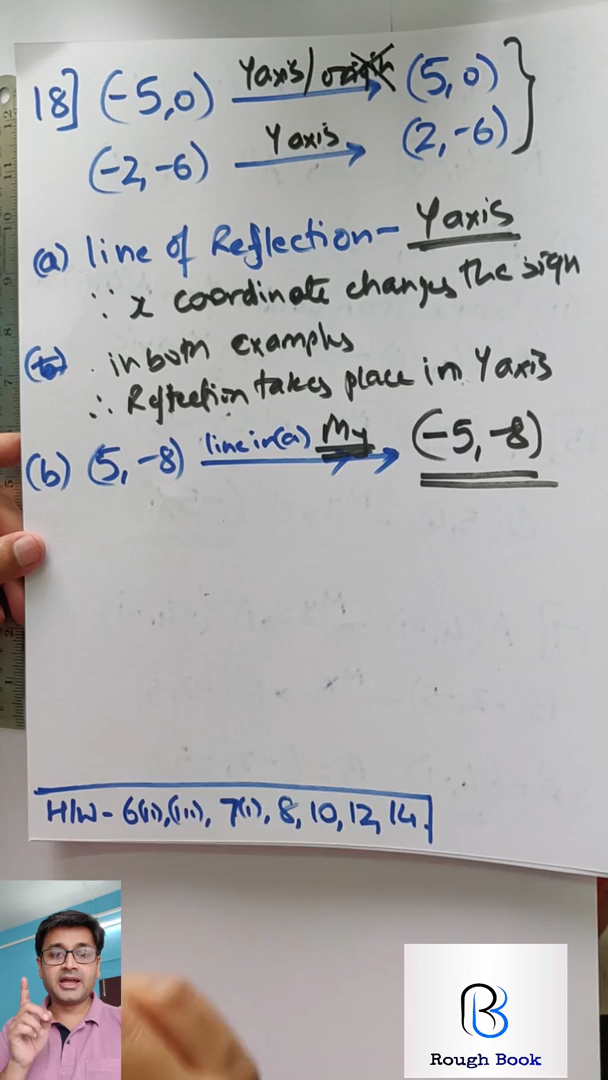 18] (-5,0) Yaxis/origin (5,0)
(-2,-6) Yaxis (2,-6)
(a) line of Reflection- Yaxis
∵ x coordinate changes the sign
in both examples
∴ Reflection takes place in Yaxis
(b) (5,-8) line in(a) My (-5,-8)
H/W- 6(ii),(iii), 7(i), 8, 10, 12, 14.
Rough Book